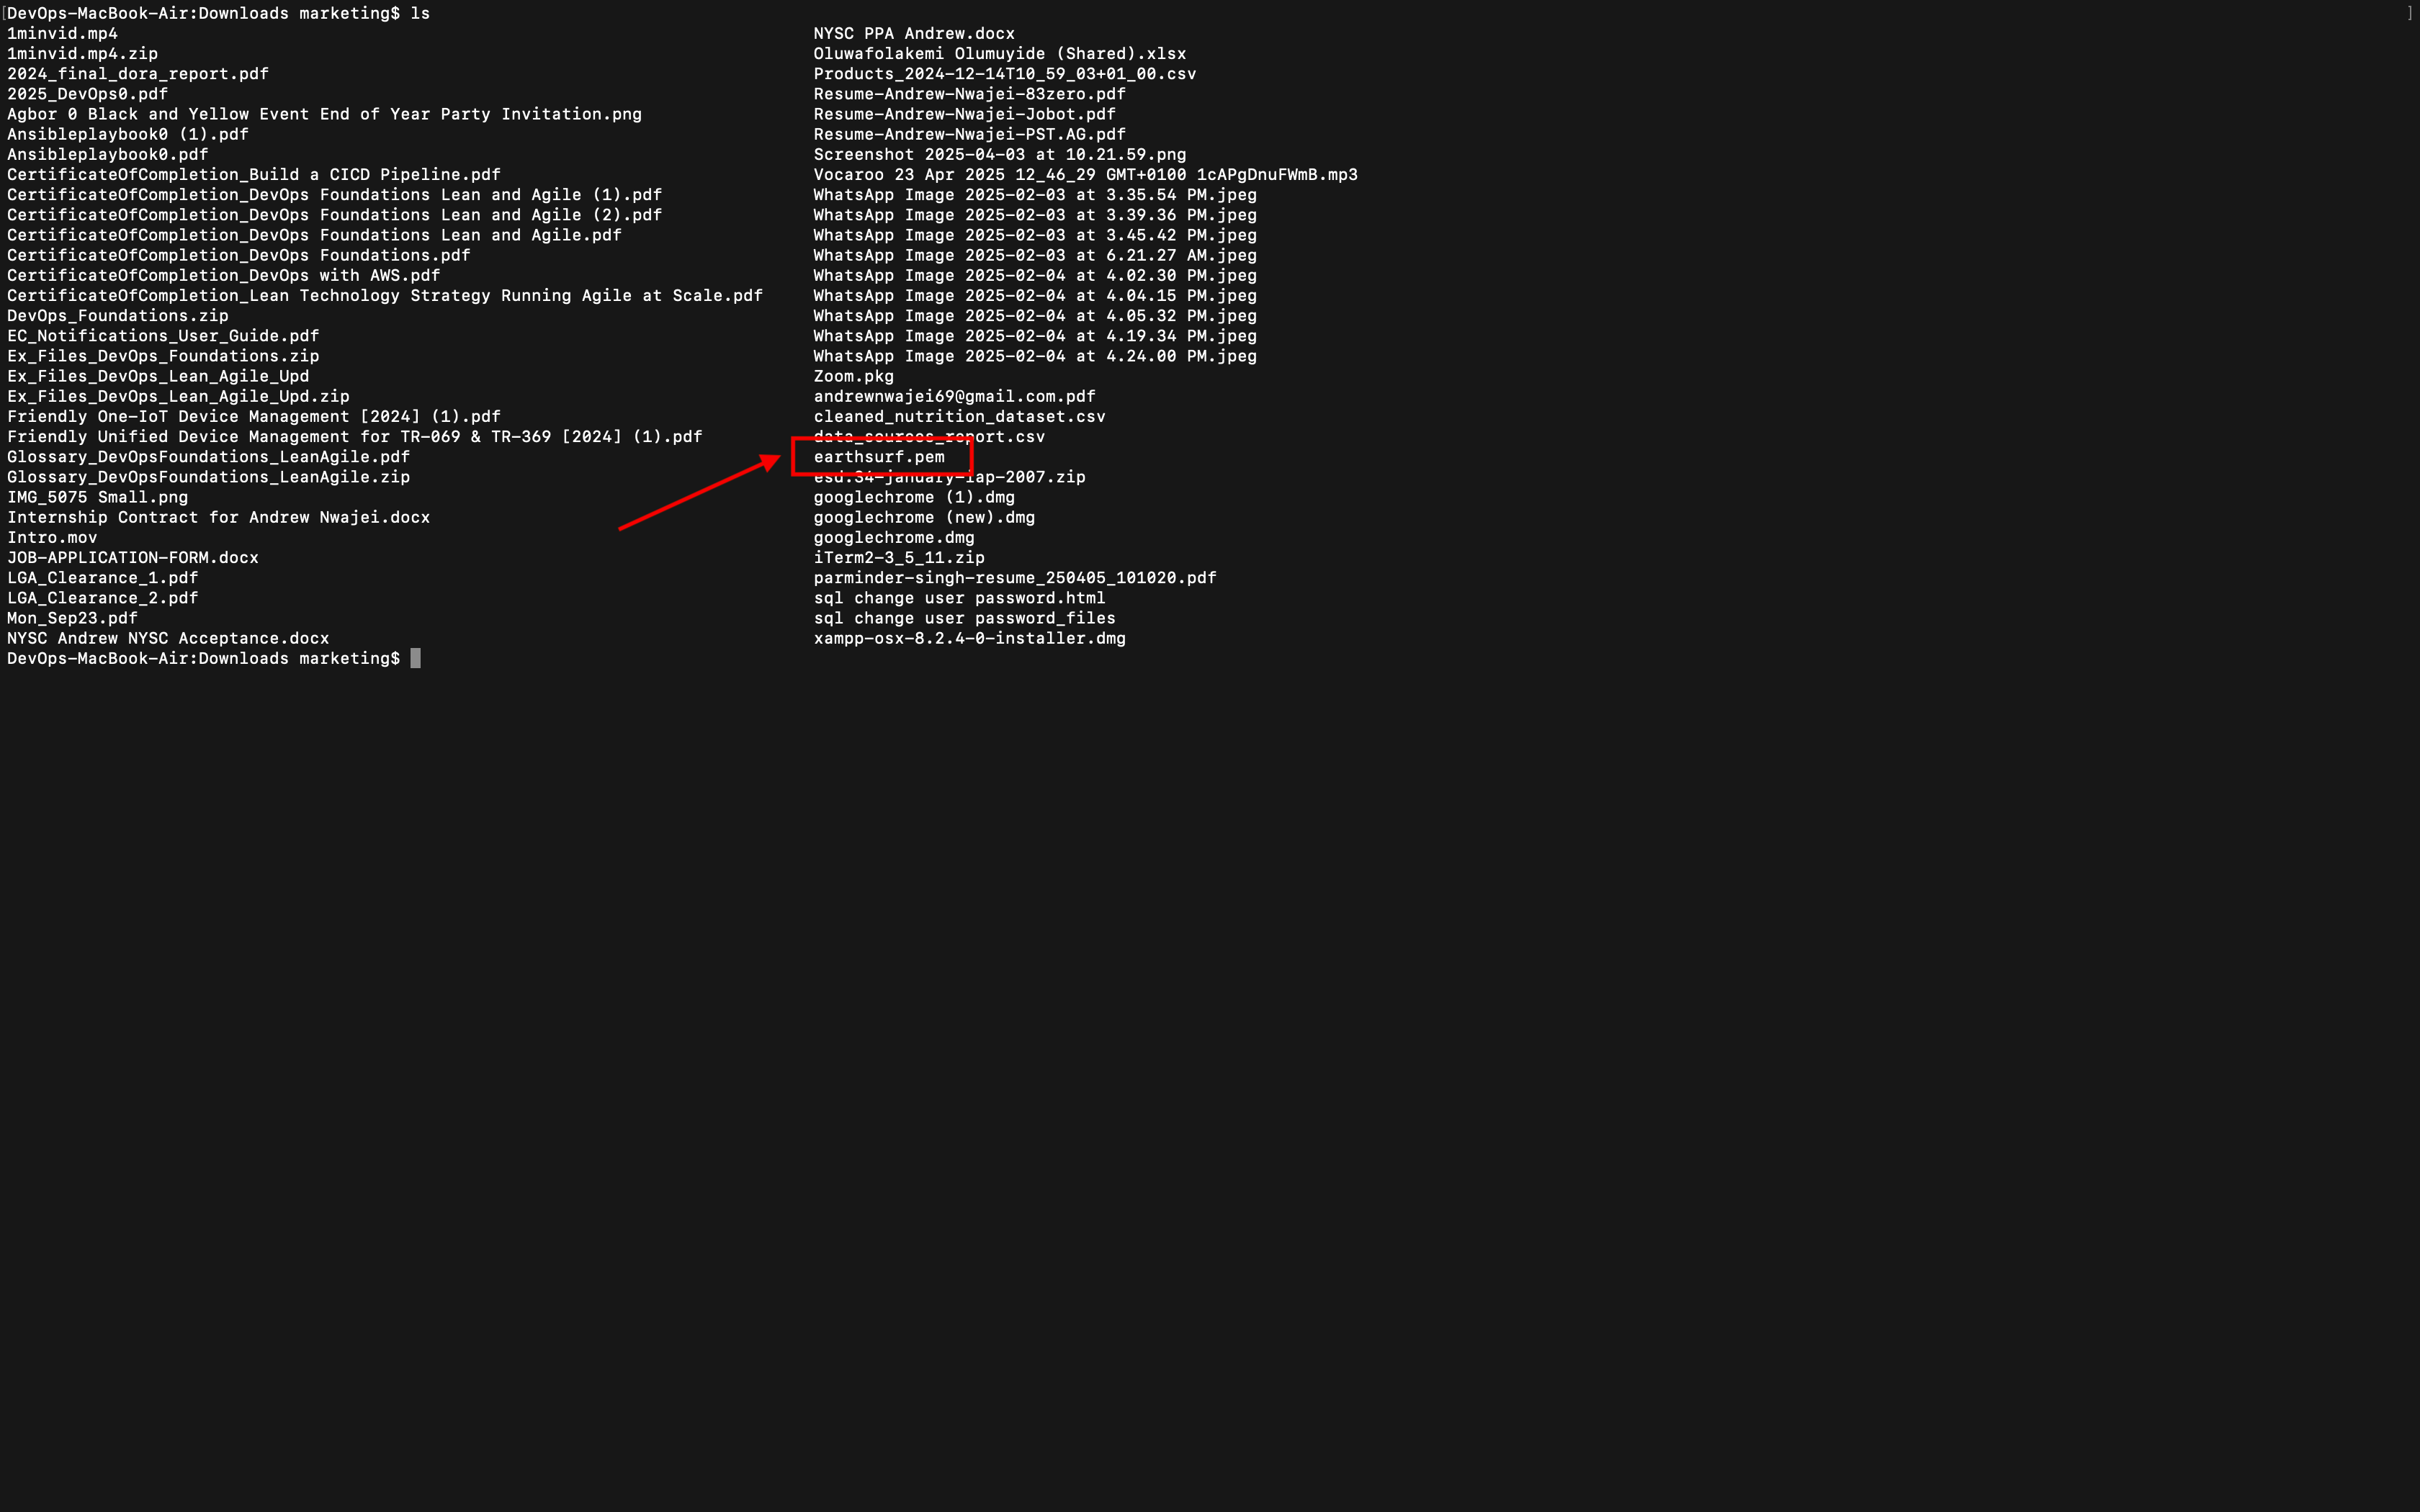 [DevOps-MacBook-Air:Downloads marketing$ ls ]
1minvid.mp4
1minvid.mp4.zip
2024_final_dora_report.pdf
2025_DevOps0.pdf
Agbor 0 Black and Yellow Event End of Year Party Invitation.png
Ansibleplaybook0 (1).pdf
Ansibleplaybook0.pdf
CertificateOfCompletion_Build a CICD Pipeline.pdf
CertificateOfCompletion_DevOps Foundations Lean and Agile (1).pdf
CertificateOfCompletion_DevOps Foundations Lean and Agile (2).pdf
CertificateOfCompletion_DevOps Foundations Lean and Agile.pdf
CertificateOfCompletion_DevOps Foundations.pdf
CertificateOfCompletion_DevOps with AWS.pdf
CertificateOfCompletion_Lean Technology Strategy Running Agile at Scale.pdf
DevOps_Foundations.zip
EC_Notifications_User_Guide.pdf
Ex_Files_DevOps_Foundations.zip
Ex_Files_DevOps_Lean_Agile_Upd
Ex_Files_DevOps_Lean_Agile_Upd.zip
Friendly One-IoT Device Management [2024] (1).pdf
Friendly Unified Device Management for TR-069 & TR-369 [2024] (1).pdf
Glossary_DevOpsFoundations_LeanAgile.pdf
Glossary_DevOpsFoundations_LeanAgile.zip
IMG_5075 Small.png
Internship Contract for Andrew Nwajei.docx
Intro.mov
JOB-APPLICATION-FORM.docx
LGA_Clearance_1.pdf
LGA_Clearance_2.pdf
Mon_Sep23.pdf
NYSC Andrew NYSC Acceptance.docx
NYSC PPA Andrew.docx
Oluwafolakemi Olumuyide (Shared).xlsx
Products_2024-12-14T10_59_03+01_00.csv
Resume-Andrew-Nwajei-83zero.pdf
Resume-Andrew-Nwajei-Jobot.pdf
Resume-Andrew-Nwajei-PST.AG.pdf
Screenshot 2025-04-03 at 10.21.59.png
Vocaroo 23 Apr 2025 12_46_29 GMT+0100 1cAPgDnuFWmB.mp3
WhatsApp Image 2025-02-03 at 3.35.54 PM.jpeg
WhatsApp Image 2025-02-03 at 3.39.36 PM.jpeg
WhatsApp Image 2025-02-03 at 3.45.42 PM.jpeg
WhatsApp Image 2025-02-03 at 6.21.27 AM.jpeg
WhatsApp Image 2025-02-04 at 4.02.30 PM.jpeg
WhatsApp Image 2025-02-04 at 4.04.15 PM.jpeg
WhatsApp Image 2025-02-04 at 4.05.32 PM.jpeg
WhatsApp Image 2025-02-04 at 4.19.34 PM.jpeg
WhatsApp Image 2025-02-04 at 4.24.00 PM.jpeg
Zoom.pkg
andrewnwajei69@gmail.com.pdf
cleaned_nutrition_dataset.csv
data_sources_report.csv
earthsurf.pem
esd.34-january-iap-2007.zip
googlechrome (1).dmg
googlechrome (new).dmg
googlechrome.dmg
iTerm2-3_5_11.zip
parminder-singh-resume_250405_101020.pdf
sql change user password.html
sql change user password_files
xampp-osx-8.2.4-0-installer.dmg
DevOps-MacBook-Air:Downloads marketing$